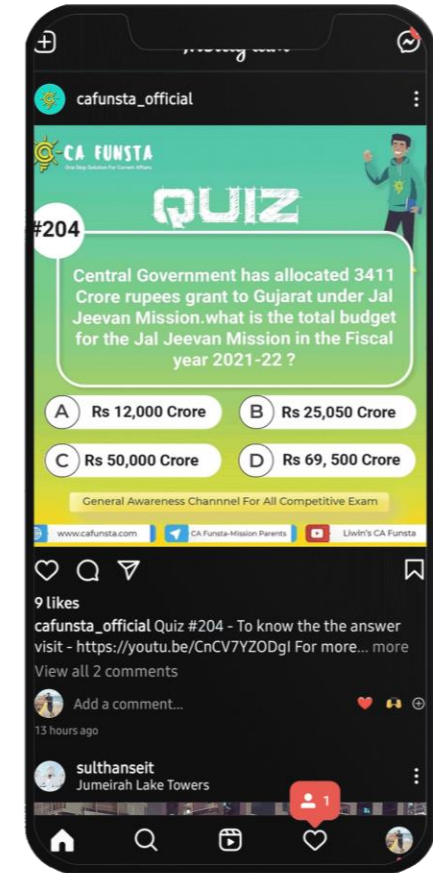 cafunsta_official
CA FUNSTA
One Stop Solution For Current Affairs
QUIZ
#204
Central Government has allocated 3411
Crore rupees grant to Gujarat under Jal
Jeevan Mission.what is the total budget
for the Jal Jeevan Mission in the Fiscal
year 2021-22 ?
A Rs 12,000 Crore
B Rs 25,050 Crore
C Rs 50,000 Crore
D Rs 69, 500 Crore
General Awareness Channnel For All Competitive Exam
www.cafunsta.com
CA Funsta-Mission Parents
Liwin's CA Funsta
9 likes
cafunsta_official Quiz #204 - To know the the answer
visit - https://youtu.be/CnCV7YZODgI For more... more
View all 2 comments
Add a comment...
13 hours ago
sulthanseit
Jumeirah Lake Towers
1